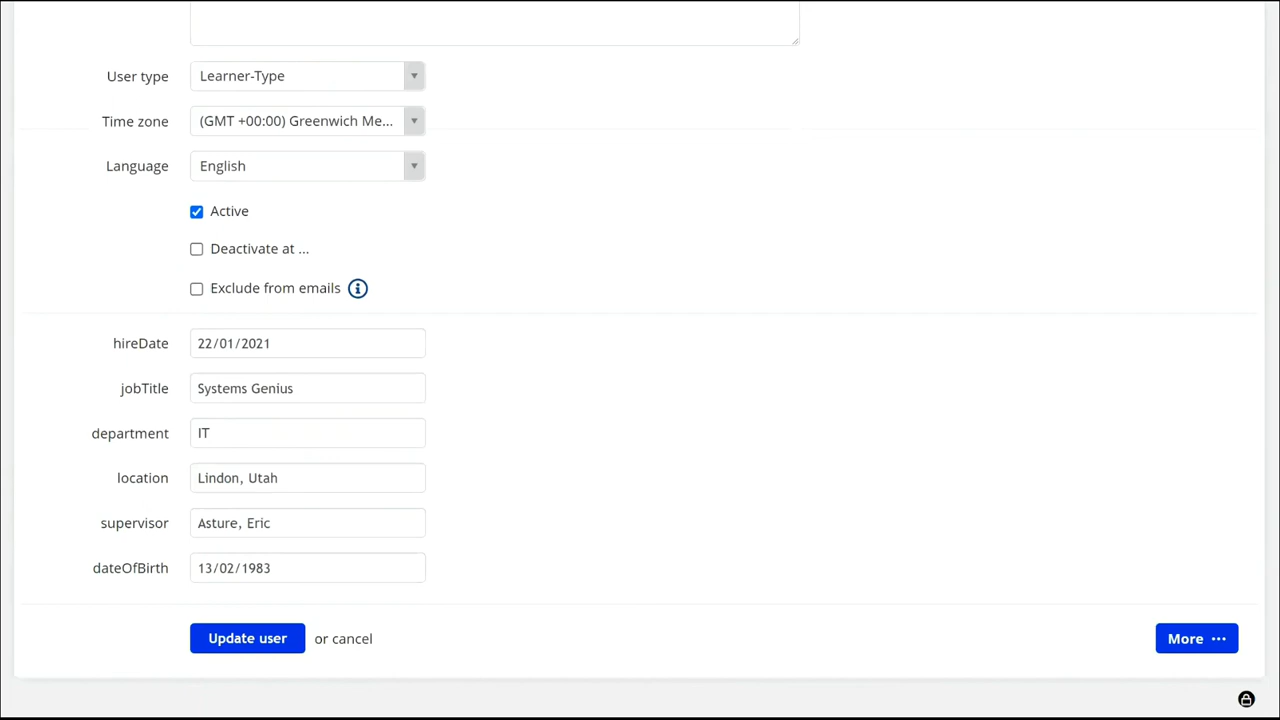 User type Learner-Type
Time zone (GMT +00:00) Greenwich Me...
Language English
Active
Deactivate at ...
Exclude from emails
hireDate 22/01/2021
jobTitle Systems Genius
department IT
location Lindon, Utah
supervisor Asture, Eric
dateOfBirth 13/02/1983
Update user or cancel More ···